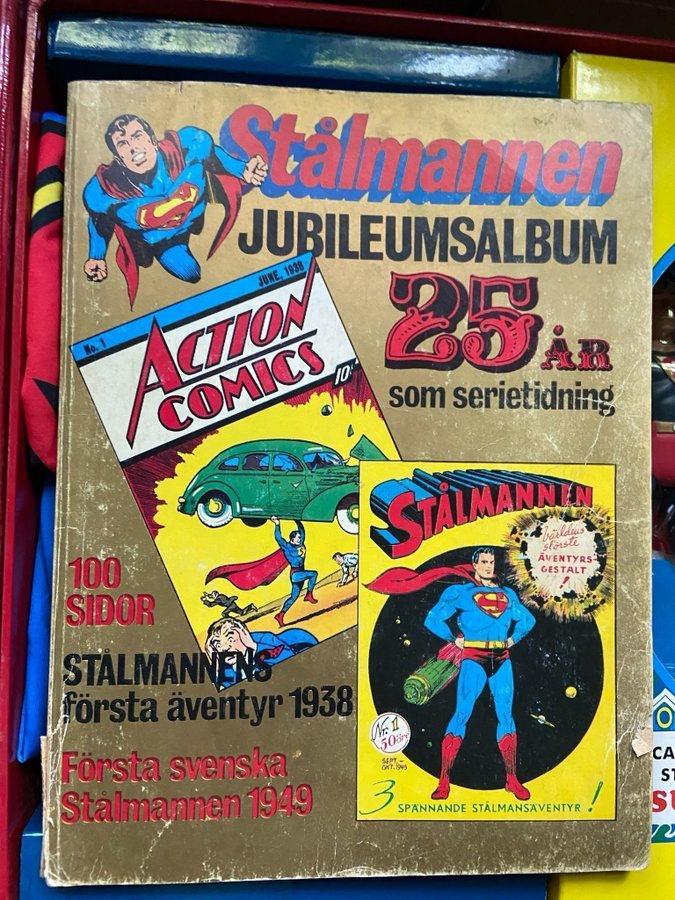 Stålmannen
JUBILEUMSALBUM
25 ÅR
som serietidning
No. 1
JUNE, 1938
ACTION
COMICS
10¢
STÅLMANNEN
världens
största
ÄVENTYRS-
GESTALT
!
100
SIDOR
STÅLMANNENS
första äventyr 1938
Nr. 1
50 öre
SEPT.-
OKT. 1949
Första svenska
Stålmannen 1949
3 SPÄNNANDE STÅLMANSÄVENTYR !
CA
ST